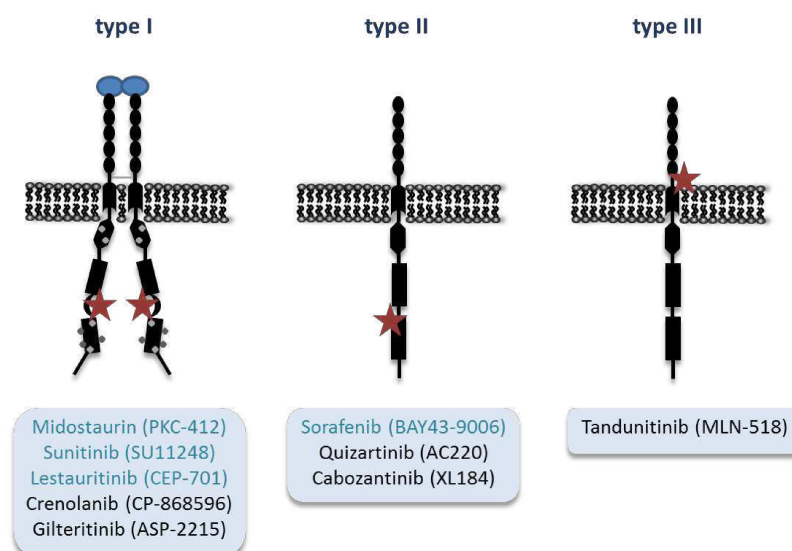 type I
type II
type III
Midostaurin (PKC-412)
Sunitinib (SU11248)
Lestauritinib (CEP-701)
Crenolanib (CP-868596)
Gilteritinib (ASP-2215)
Sorafenib (BAY43-9006)
Quizartinib (AC220)
Cabozantinib (XL184)
Tandunitinib (MLN-518)